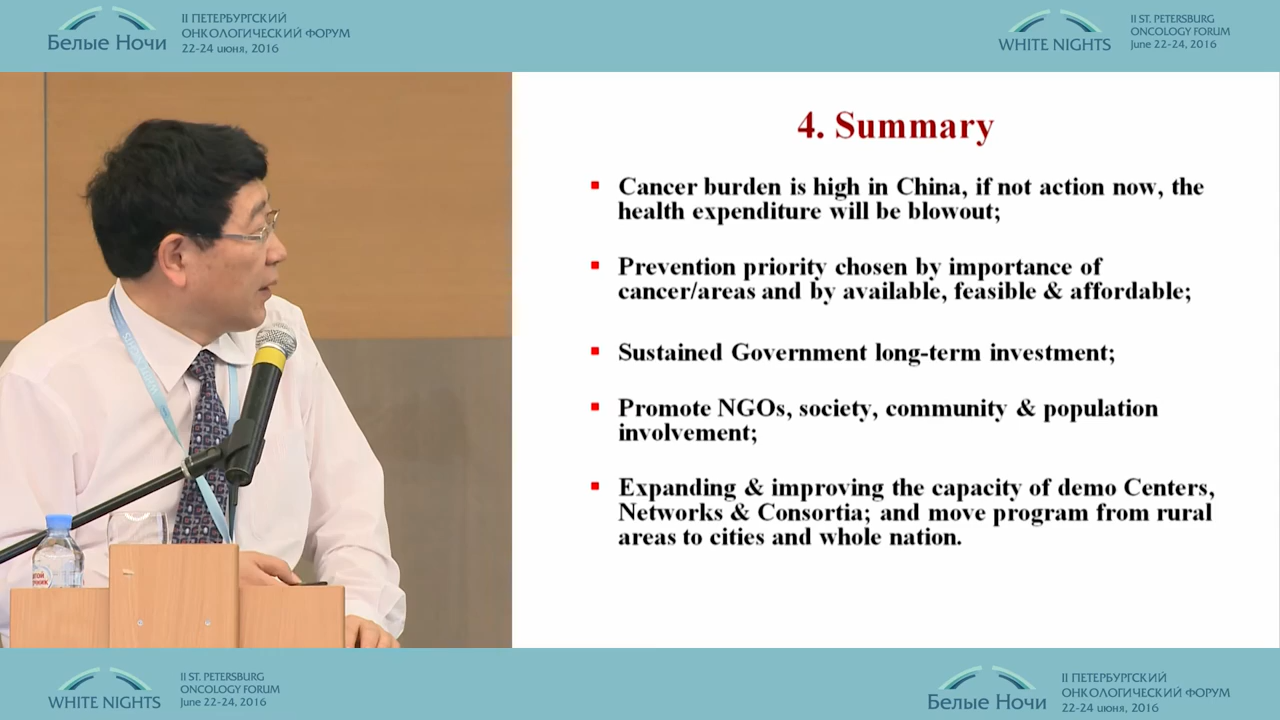 Белые Ночи
II ПЕТЕРБУРГСКИЙ
ОНКОЛОГИЧЕСКИЙ ФОРУМ
22-24 июня, 2016
WHITE NIGHTS
II ST. PETERSBURG
ONCOLOGY FORUM
June 22-24, 2016
4. Summary
Cancer burden is high in China, if not action now, the
health expenditure will be blowout;
Prevention priority chosen by importance of
cancer/areas and by available, feasible & affordable;
Sustained Government long-term investment;
Promote NGOs, society, community & population
involvement;
Expanding & improving the capacity of demo Centers,
Networks & Consortia; and move program from rural
areas to cities and whole nation.
WHITE NIGHTS
II ST. PETERSBURG
ONCOLOGY FORUM
June 22-24, 2016
Белые Ночи
II ПЕТЕРБУРГСКИЙ
ОНКОЛОГИЧЕСКИЙ ФОРУМ
22-24 июня, 2016